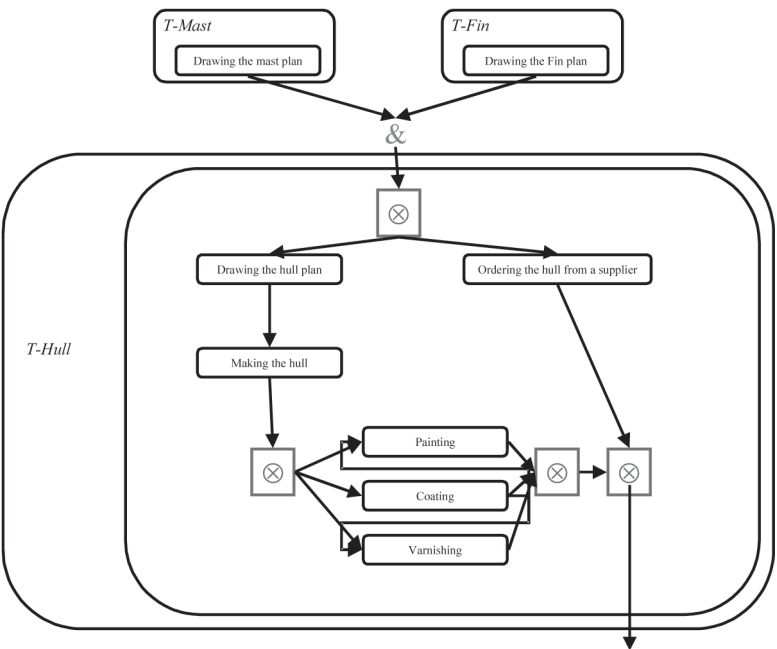 T-Mast
T-Fin
Drawing the mast plan
Drawing the Fin plan
&
Drawing the hull plan
Ordering the hull from a supplier
T-Hull
Making the hull
Painting
Coating
Varnishing